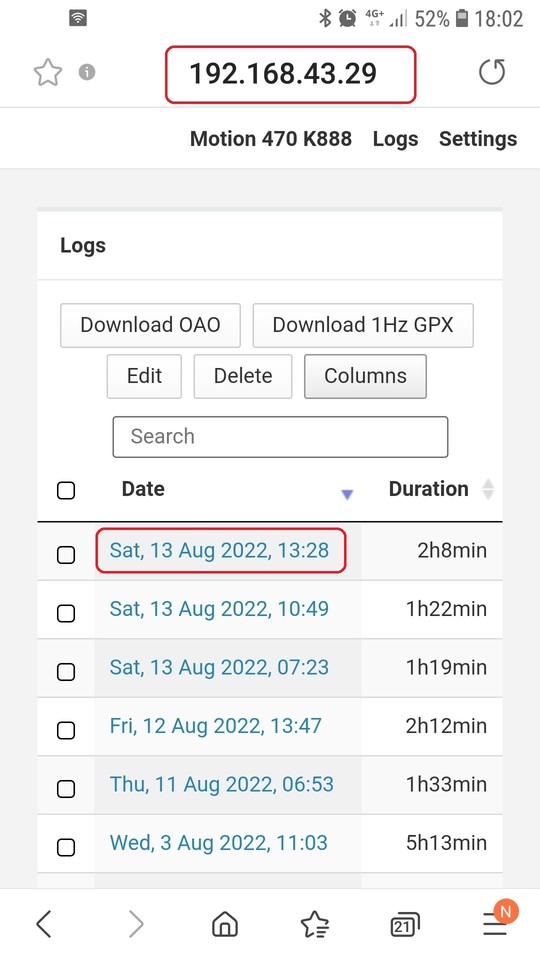 4G+ 52% 18:02
192.168.43.29
Motion 470 K888 Logs Settings
Logs
Download OAO Download 1Hz GPX
Edit Delete Columns
Search
Date Duration
Sat, 13 Aug 2022, 13:28 2h8min
Sat, 13 Aug 2022, 10:49 1h22min
Sat, 13 Aug 2022, 07:23 1h19min
Fri, 12 Aug 2022, 13:47 2h12min
Thu, 11 Aug 2022, 06:53 1h33min
Wed, 3 Aug 2022, 11:03 5h13min
21 N